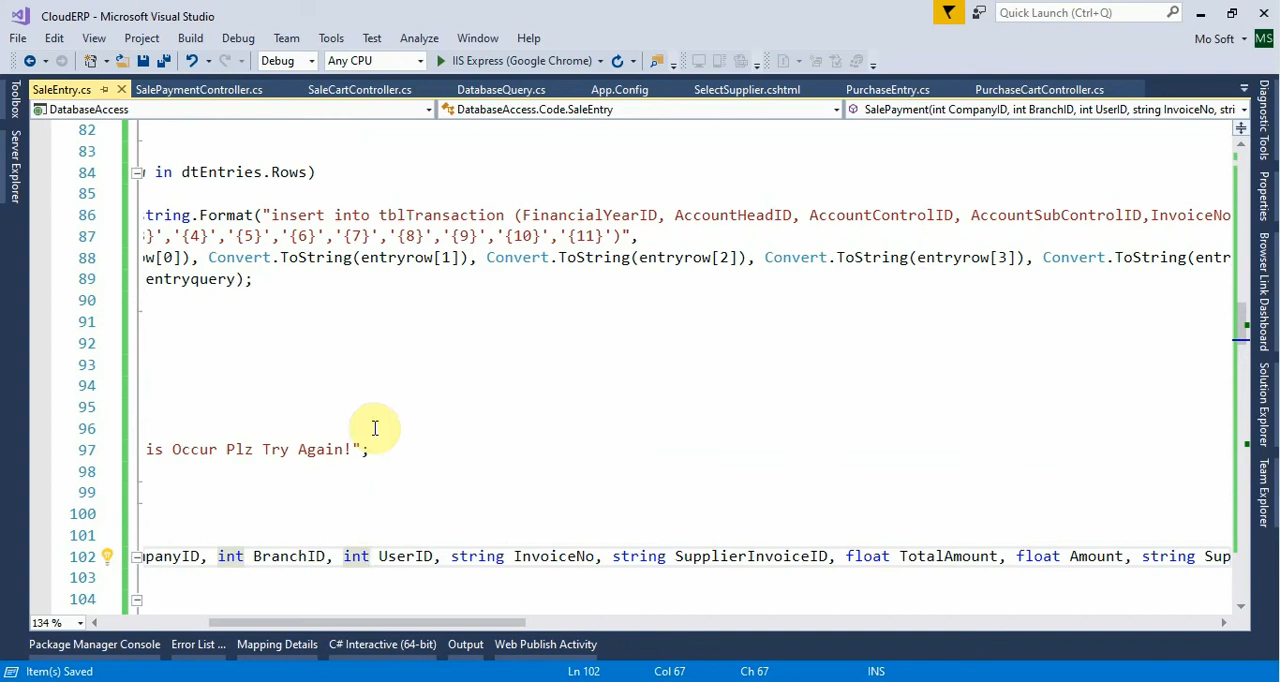 CloudERP - Microsoft Visual Studio
Quick Launch (Ctrl+Q)
File Edit View Project Build Debug Team Tools Test Analyze Window Help
Mo Soft MS
Debug Any CPU IIS Express (Google Chrome)
SaleEntry.cs SalePaymentController.cs SaleCartController.cs DatabaseQuery.cs App.Config SelectSupplier.cshtml PurchaseEntry.cs PurchaseCartController.cs
DatabaseAccess DatabaseAccess.Code.SaleEntry SalePayment(int CompanyID, int BranchID, int UserID, string InvoiceNo, stri
Toolbox
Server Explorer
82
83
84 in dtEntries.Rows)
85
86 string.Format("insert into tblTransaction (FinancialYearID, AccountHeadID, AccountControlID, AccountSubControlID,InvoiceNo
87 }','{4}','{5}','{6}','{7}','{8}','{9}','{10}','{11}')",
88 ow[0]), Convert.ToString(entryrow[1]), Convert.ToString(entryrow[2]), Convert.ToString(entryrow[3]), Convert.ToString(entr
89 entryquery);
90
91
92
93
94
95
96
97 is Occur Plz Try Again!";
98
99
100
101
102 mpanyID, int BranchID, int UserID, string InvoiceNo, string SupplierInvoiceID, float TotalAmount, float Amount, string Sup
103
104
Diagnostic Tools
Properties
Browser Link Dashboard
Solution Explorer
Team Explorer
134 %
Package Manager Console Error List ... Mapping Details C# Interactive (64-bit) Output Web Publish Activity
Item(s) Saved Ln 102 Col 67 Ch 67 INS